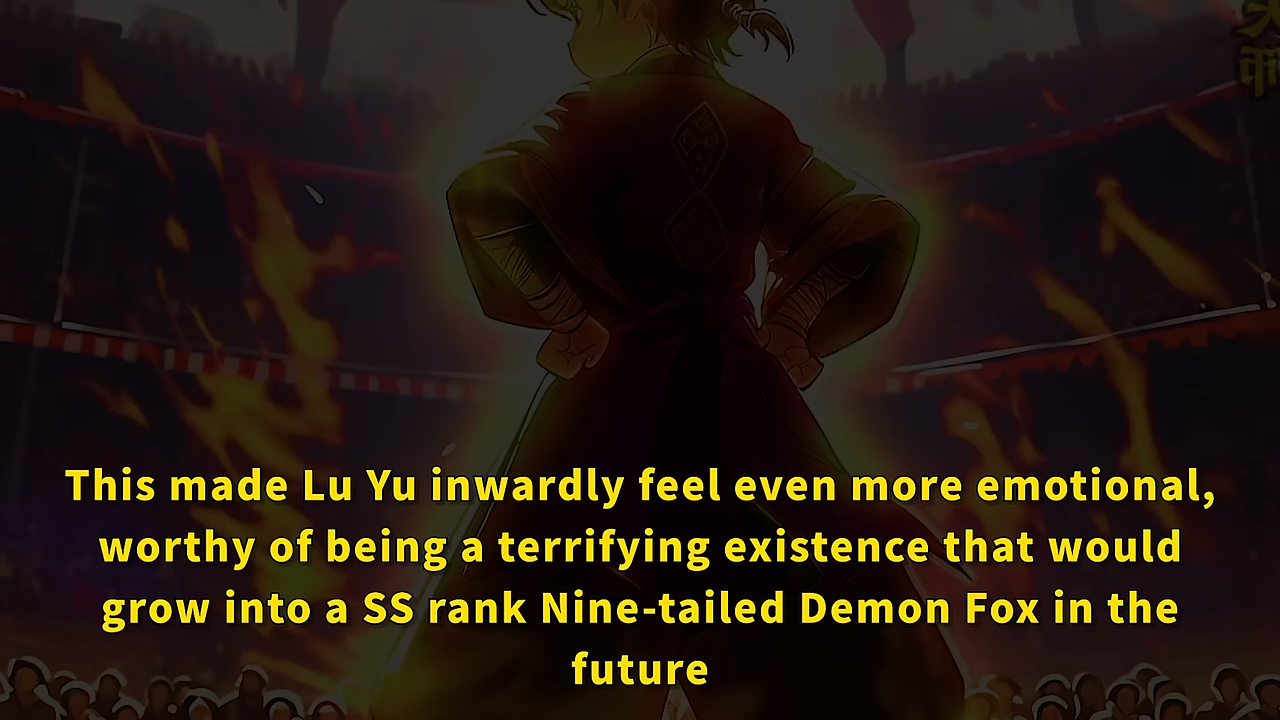 This made Lu Yu inwardly feel even more emotional,
worthy of being a terrifying existence that would
grow into a SS rank Nine-tailed Demon Fox in the
future